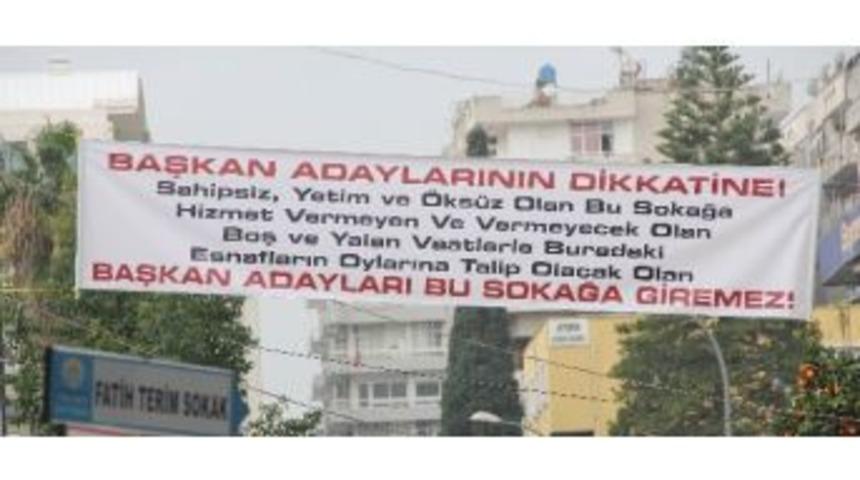 BAŞKAN ADAYLARININ DİKKATİNE!
Sahipsiz, Yetim ve Öksüz Olan Bu Sokağa
Hizmet Vermeyen Ve Vermeyecek Olan
Boş ve Yalan Vaatlerle Buradaki
Esnafların Oylarına Talip Olacak Olan
BAŞKAN ADAYLARI BU SOKAĞA GİREMEZ!
FATİH TERİM SOKAK